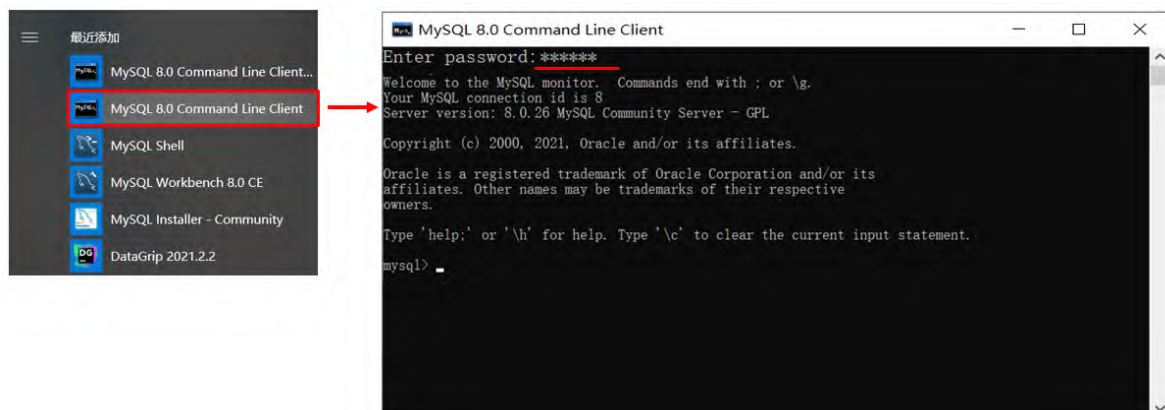 最近添加
MySQL 8.0 Command Line Client...
MySQL 8.0 Command Line Client
MySQL Shell
MySQL Workbench 8.0 CE
MySQL Installer - Community
DataGrip 2021.2.2
MySQL 8.0 Command Line Client
Enter password:******
Welcome to the MySQL monitor.  Commands end with ; or \g.
Your MySQL connection id is 8
Server version: 8.0.26 MySQL Community Server - GPL
Copyright (c) 2000, 2021, Oracle and/or its affiliates.
Oracle is a registered trademark of Oracle Corporation and/or its
affiliates. Other names may be trademarks of their respective
owners.
Type 'help;' or '\h' for help. Type '\c' to clear the current input statement.
mysql>